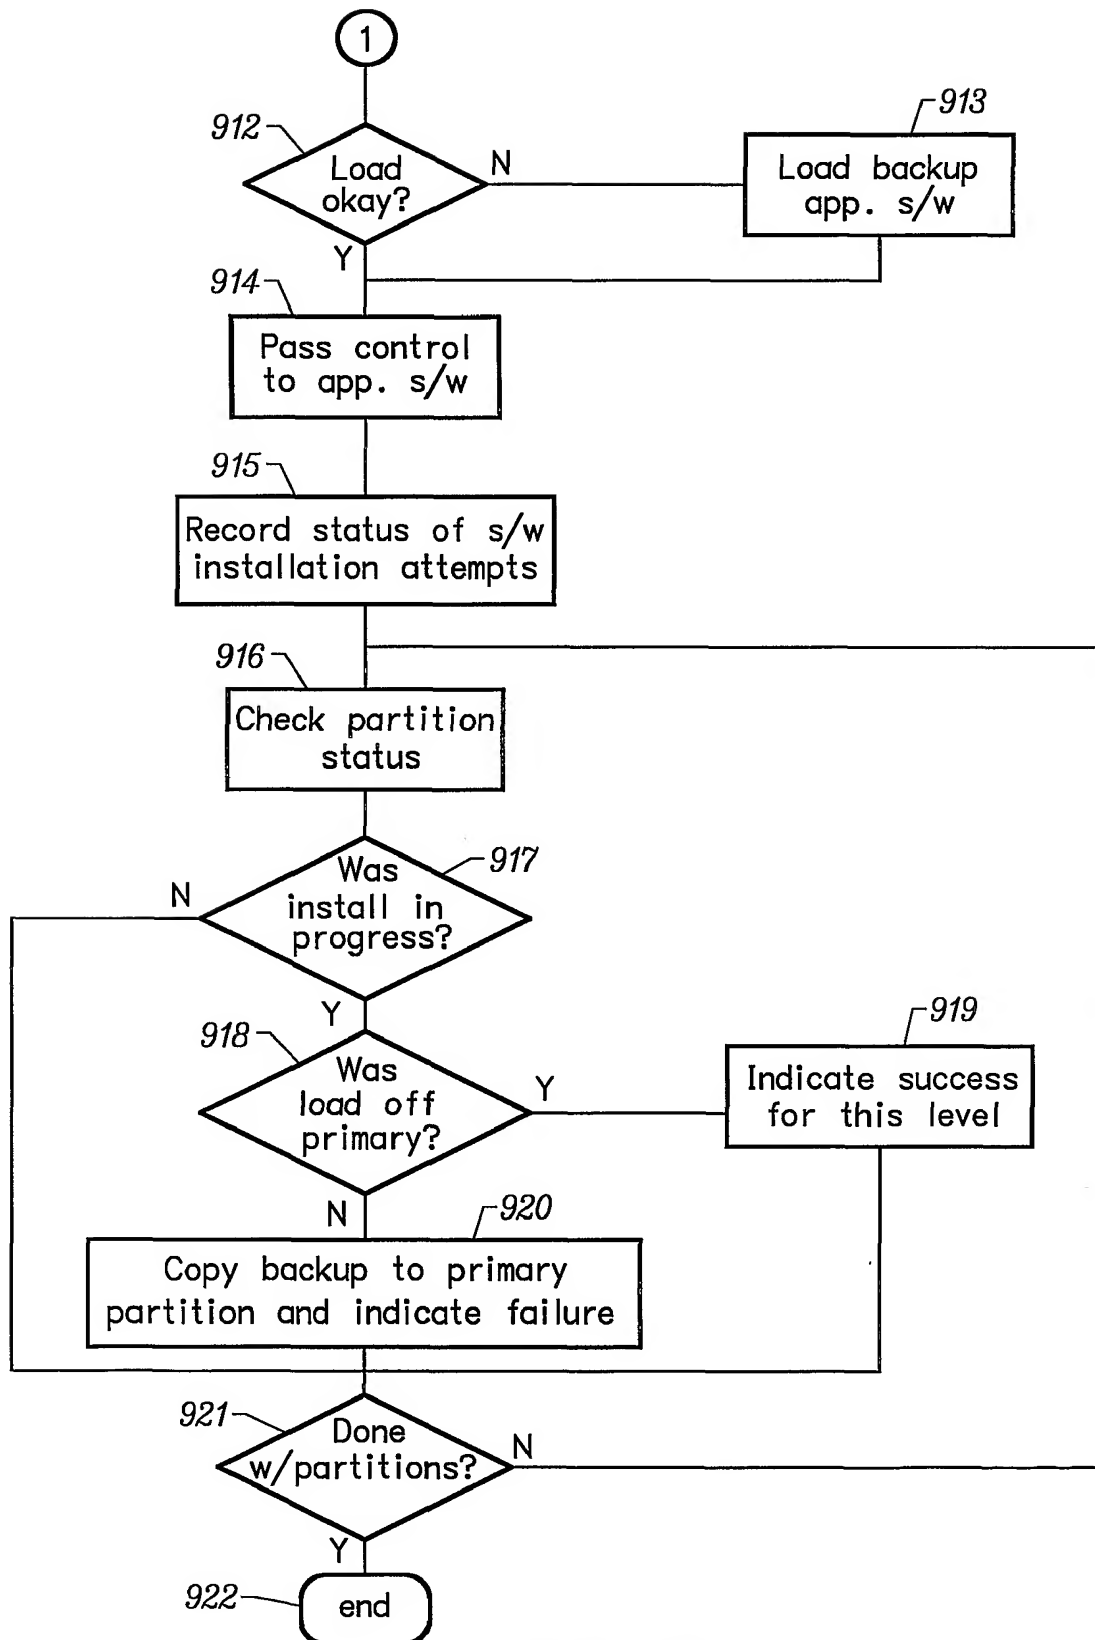 1
912
913
Load
okay?
N
Load backup
app. s/w
Y
914
Pass control
to app. s/w
915
Record status of s/w
installation attempts
916
Check partition
status
917
Was
install in
progress?
N
Y
918
Was
load off
primary?
Y
919
Indicate success
for this level
N
920
Copy backup to primary
partition and indicate failure
921
Done
w/partitions?
N
Y
922
end